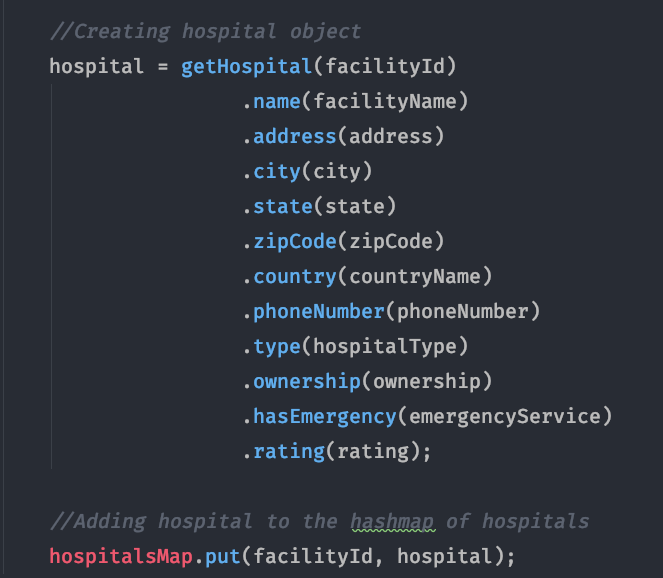 //Creating hospital object
hospital = getHospital(facilityId)
.name(facilityName)
.address(address)
.city(city)
.state(state)
.zipCode(zipCode)
.country(countryName)
.phoneNumber(phoneNumber)
.type(hospitalType)
.ownership(ownership)
.hasEmergency(emergencyService)
.rating(rating);
//Adding hospital to the hashmap of hospitals
hospitalsMap.put(facilityId, hospital);